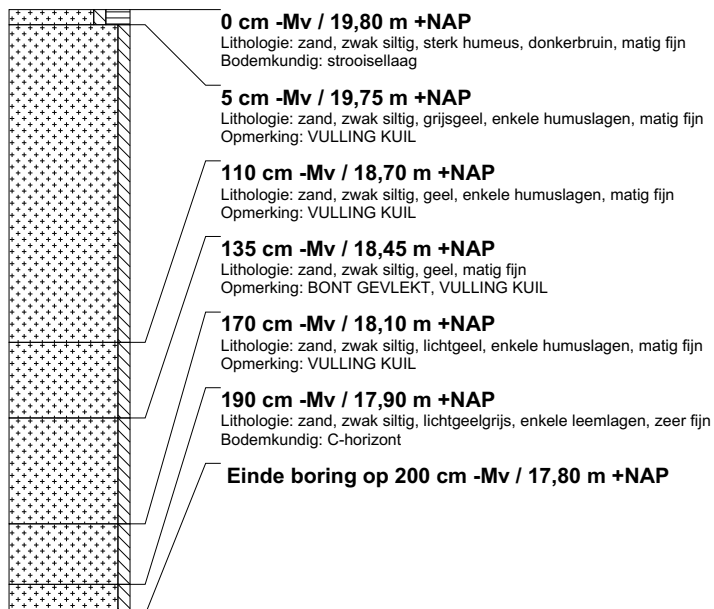 0 cm -Mv / 19,80 m +NAP
Lithologie: zand, zwak siltig, sterk humeus, donkerbruin, matig fijn
Bodemkundig: strooisellaag
5 cm -Mv / 19,75 m +NAP
Lithologie: zand, zwak siltig, grijsgeel, enkele humuslagen, matig fijn
Opmerking: VULLING KUIL
110 cm -Mv / 18,70 m +NAP
Lithologie: zand, zwak siltig, geel, enkele humuslagen, matig fijn
Opmerking: VULLING KUIL
135 cm -Mv / 18,45 m +NAP
Lithologie: zand, zwak siltig, geel, matig fijn
Opmerking: BONT GEVLEKT, VULLING KUIL
170 cm -Mv / 18,10 m +NAP
Lithologie: zand, zwak siltig, lichtgeel, enkele humuslagen, matig fijn
Opmerking: VULLING KUIL
190 cm -Mv / 17,90 m +NAP
Lithologie: zand, zwak siltig, lichtgeelgrijs, enkele leemlagen, zeer fijn
Bodemkundig: C-horizont
Einde boring op 200 cm -Mv / 17,80 m +NAP